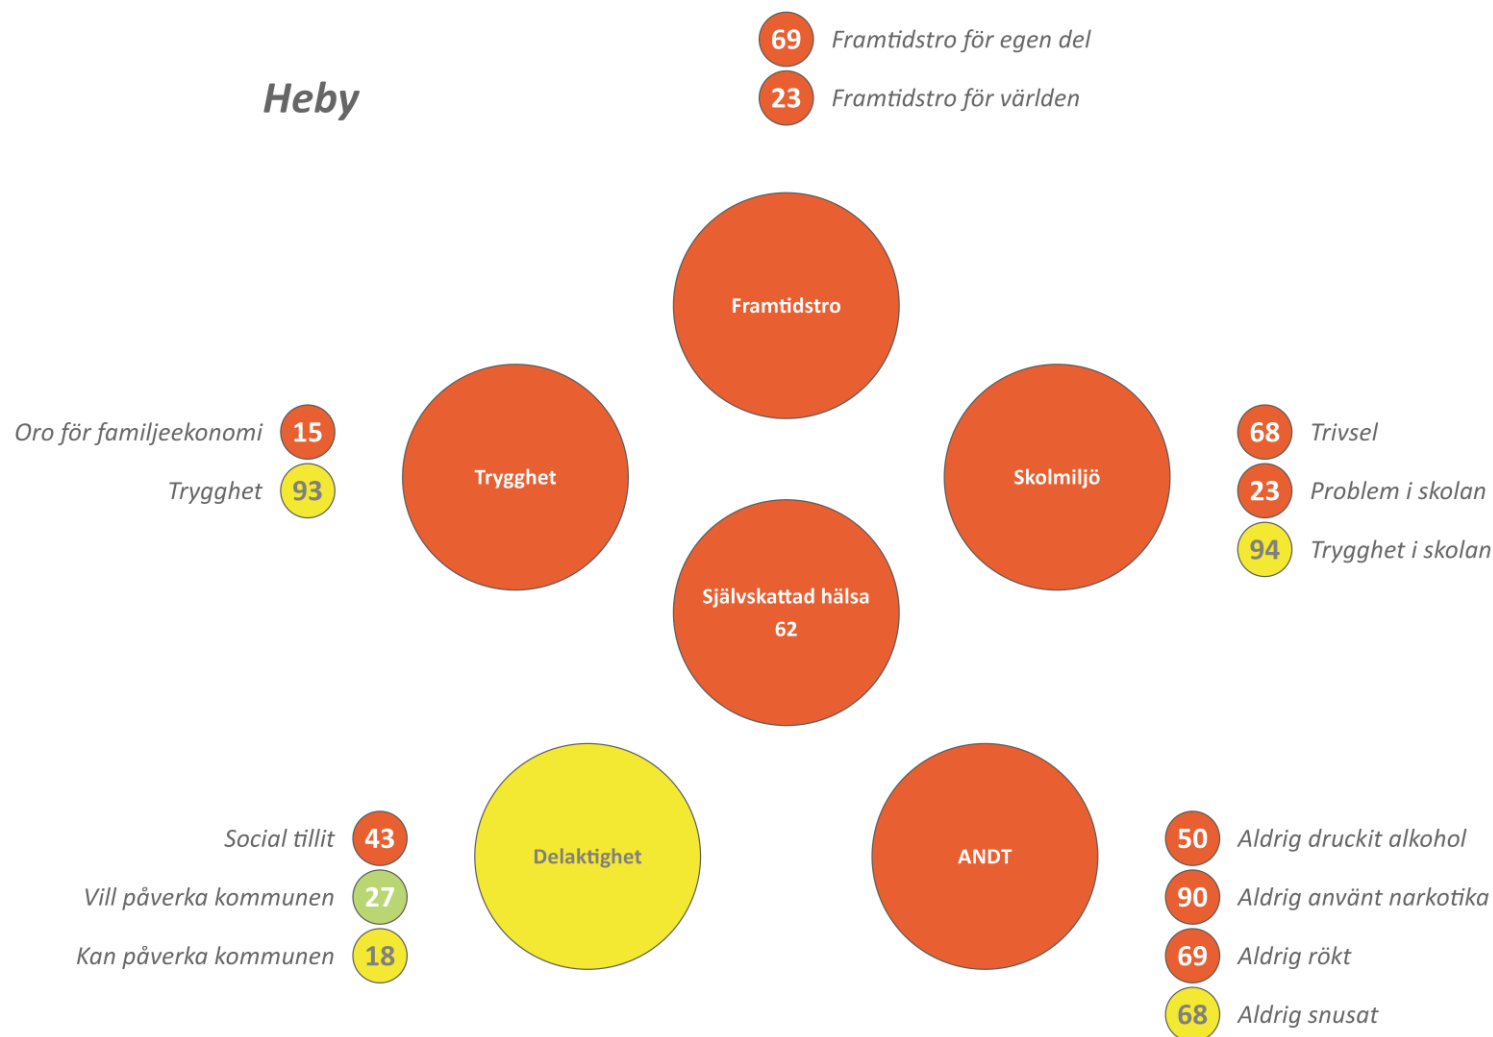 69 Framtidstro för egen del
Heby
23 Framtidstro för världen
Framtidstro
Oro för familjeekonomi 15
Trygghet 93
Trygghet
Skolmiljö
68 Trivsel
23 Problem i skolan
94 Trygghet i skolan
Självskattad hälsa
62
Social tillit 43
Vill påverka kommunen 27
Kan påverka kommunen 18
Delaktighet
ANDT
50 Aldrig druckit alkohol
90 Aldrig använt narkotika
69 Aldrig rökt
68 Aldrig snusat